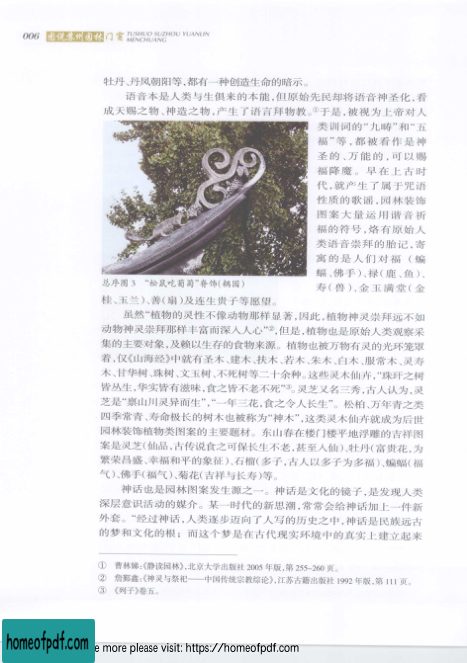 006 图说苏州园林门窗 TUSHUO SUZHOU YUANLIN
MENCHUANG
牡丹、丹凤朝阳等,都有一种创造生命的暗示。
语音本是人类与生俱来的本能,但原始先民却将语音神圣化,看
成天赐之物、神造之物,产生了语言拜物教。①于是,被视为上帝对人
类训词的“九畴”和“五
福”等,都被看作是神
圣的、万能的,可以赐
福降魔。早在上古时
代,就产生了属于咒语
性质的歌谣,园林装饰
图案大量运用谐音祈
福的符号,烙有原始人
类语音崇拜的胎记,寄
寓的是人们对福(蝙
蝠、佛手)、禄(鹿、鱼)、
寿(兽)、金玉满堂(金
总序图3 “松鼠吃葡萄”脊饰(耦园)
桂、玉兰)、善(扇)及连生贵子等愿望。
虽然“植物的灵性不像动物那样显著,因此,植物神灵崇拜远不如
动物神灵崇拜那样丰富而深入人心”②,但是,植物也是原始人类观察采
集的主要对象,及赖以生存的食物来源。植物也被万物有灵的光环笼罩
着,仅《山海经》中就有圣木、建木、扶木、若木、朱木、白木、服常木、灵寿
木、甘华树、珠树、文玉树、不死树等二十余种。这些灵木仙卉,“珠玕之树
皆丛生,华实皆有滋味,食之皆不老不死”③。灵芝又名三秀,古人认为,灵
芝是“禀山川灵异而生”,“一年三花,食之令人长生”。松柏、万年青之类
四季常青、寿命极长的树木也被称为“神木”,这类灵木仙卉就成为后世
园林装饰植物类图案的主要题材。东山春在楼门楼平地浮雕的吉祥图
案是灵芝(仙品,古传说食之可保长生不老,甚至入仙)、牡丹(富贵花,为
繁荣昌盛、幸福和平的象征)、石榴(多子,古人以多子为多福)、蝙蝠(福
气)、佛手(福气)、菊花(吉祥与长寿)等。
神话也是园林图案发生源之一。神话是文化的镜子,是发现人类
深层意识活动的媒介。某一时代的新思潮,常常会给神话加上一件新
外套。“经过神话,人类逐步迈向了人写的历史之中,神话是民族远古
的梦和文化的根;而这个梦是在古代现实环境中的真实上建立起来
① 曹林娣:《静读园林》,北京大学出版社2005年版,第255-260页。
② 詹鄞鑫:《神灵与祭祀——中国传统宗教综论》,江苏古籍出版社1992年版,第111页。
③ 《列子》卷五。
homeofpdf.com
e more please visit: https://homeofpdf.com